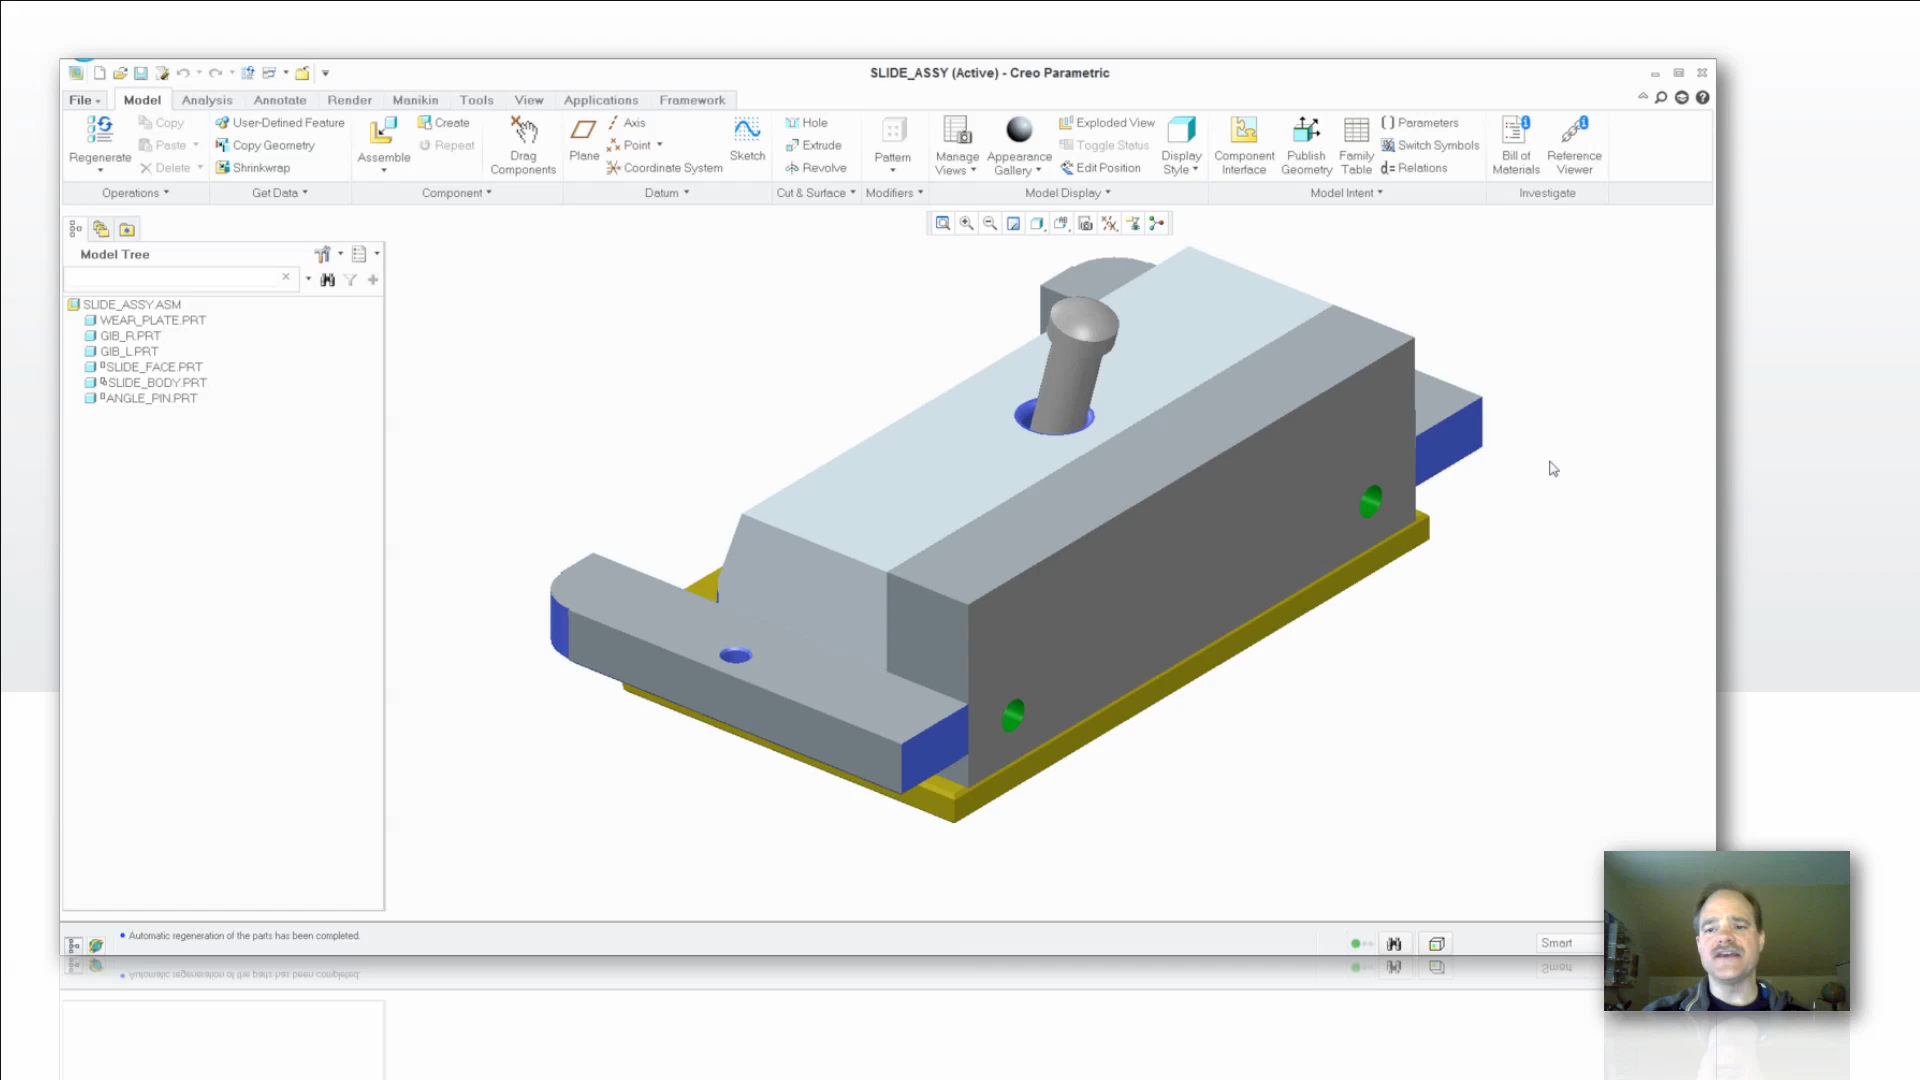 SLIDE_ASSY (Active) - Creo Parametric
File Model Analysis Annotate Render Manikin Tools View Applications Framework
Regenerate
Copy
Paste
Delete
Operations
User-Defined Feature
Copy Geometry
Shrinkwrap
Get Data
Assemble
Create
Repeat
Drag
Components
Component
Plane
Axis
Point
Coordinate System
Sketch
Datum
Hole
Extrude
Revolve
Cut & Surface
Pattern
Modifiers
Manage
Views
Appearance
Gallery
Exploded View
Toggle Status
Edit Position
Display
Style
Model Display
Component
Interface
Publish
Geometry
Family
Table
Parameters
Switch Symbols
d= Relations
Model Intent
Bill of
Materials
Reference
Viewer
Investigate
Model Tree
SLIDE_ASSY.ASM
WEAR_PLATE.PRT
GIB_R.PRT
GIB_L.PRT
SLIDE_FACE.PRT
SLIDE_BODY.PRT
ANGLE_PIN.PRT
• Automatic regeneration of the parts has been completed.
Smart